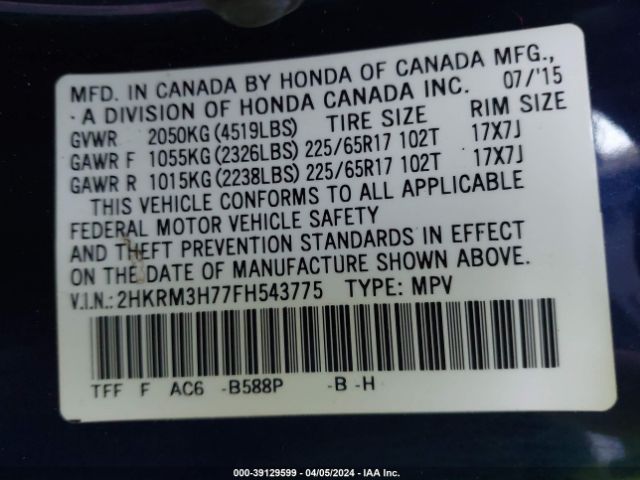 MFD. IN CANADA BY HONDA OF CANADA MFG.,
A DIVISION OF HONDA CANADA INC. 07/'15
GVWR 2050KG(4519LBS) TIRE SIZE RIM SIZE
GAWR F 1055KG(2326LBS) 225/65R17 102T 17X7J
GAWR R 1015KG(2238LBS) 225/65R17 102T 17X7J
THIS VEHICLE CONFORMS TO ALL APPLICABLE
FEDERAL MOTOR VEHICLE SAFETY
AND THEFT PREVENTION STANDARDS IN EFFECT
ON THE DATE OF MANUFACTURE SHOWN ABOVE.
V.I.N.:2HKRM3H77FH543775 TYPE: MPV
TFF F AC6 -B588P -B -H
000-39129599 - 04/05/2024 - IAA Inc.